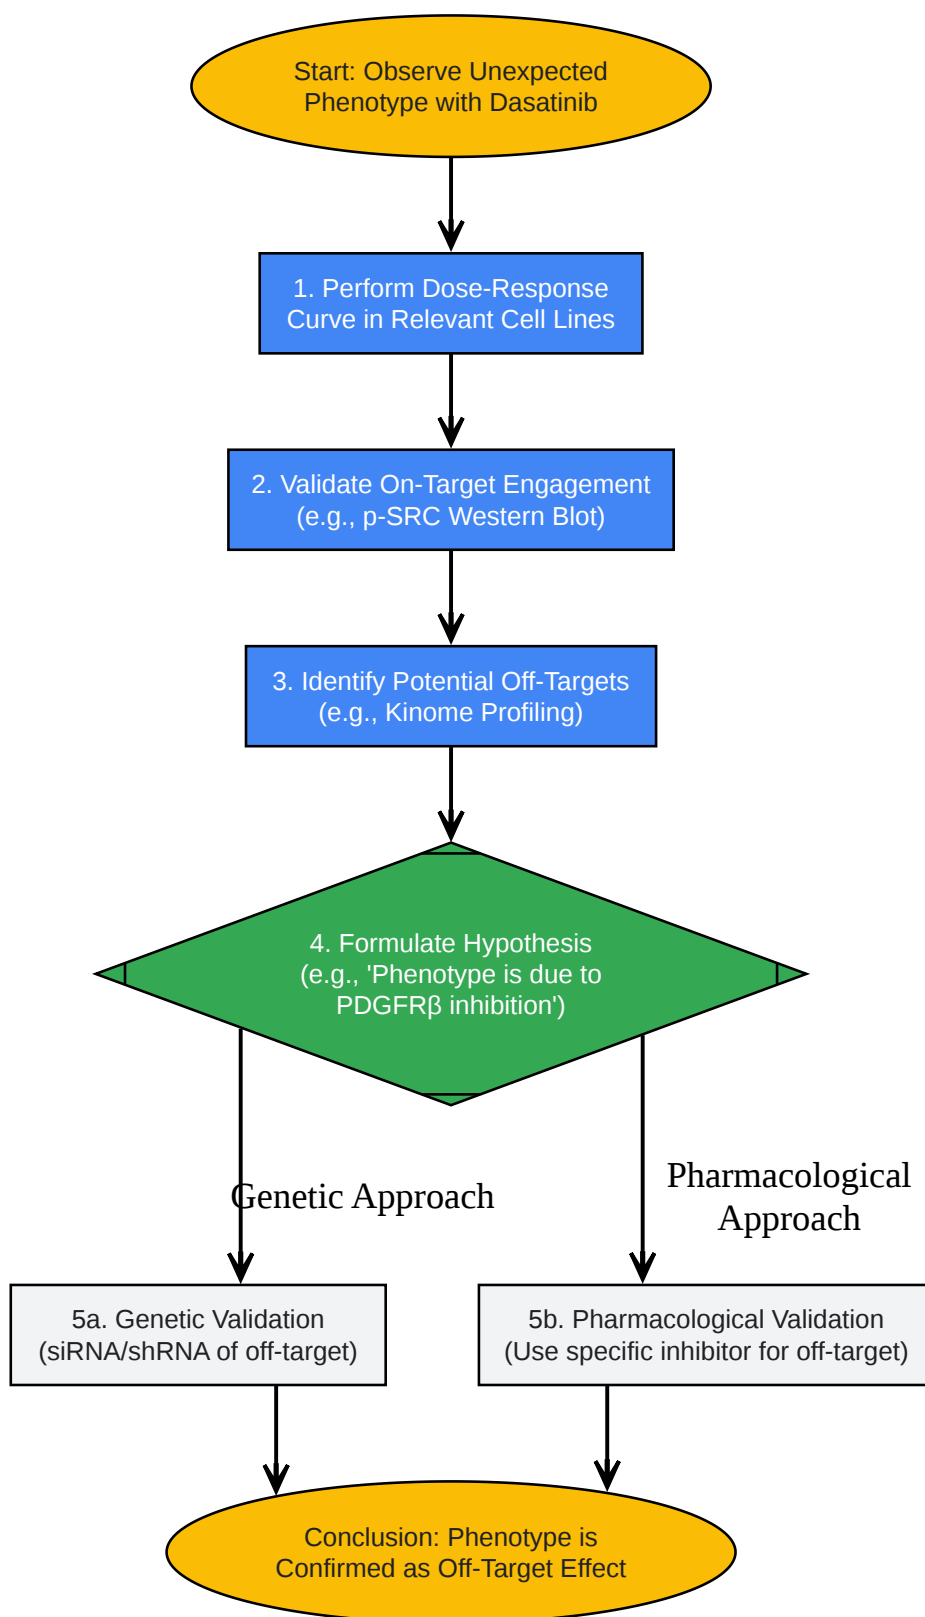 Start: Observe Unexpected
Phenotype with Dasatinib
1. Perform Dose-Response
Curve in Relevant Cell Lines
2. Validate On-Target Engagement
(e.g., p-SRC Western Blot)
3. Identify Potential Off-Targets
(e.g., Kinome Profiling)
4. Formulate Hypothesis
(e.g., 'Phenotype is due to
PDGFRβ inhibition')
Genetic Approach
Pharmacological
Approach
5a. Genetic Validation
(siRNA/shRNA of off-target)
5b. Pharmacological Validation
(Use specific inhibitor for off-target)
Conclusion: Phenotype is
Confirmed as Off-Target Effect